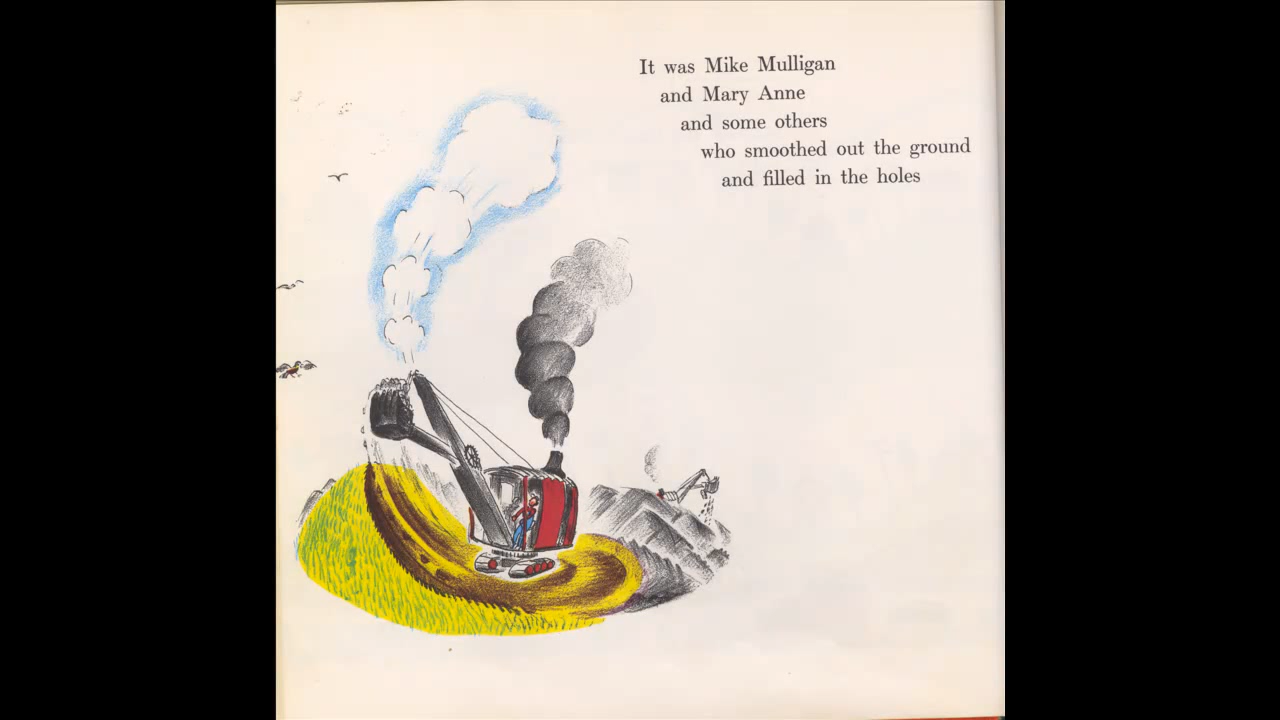 It was Mike Mulligan
and Mary Anne
and some others
who smoothed out the ground
and filled in the holes